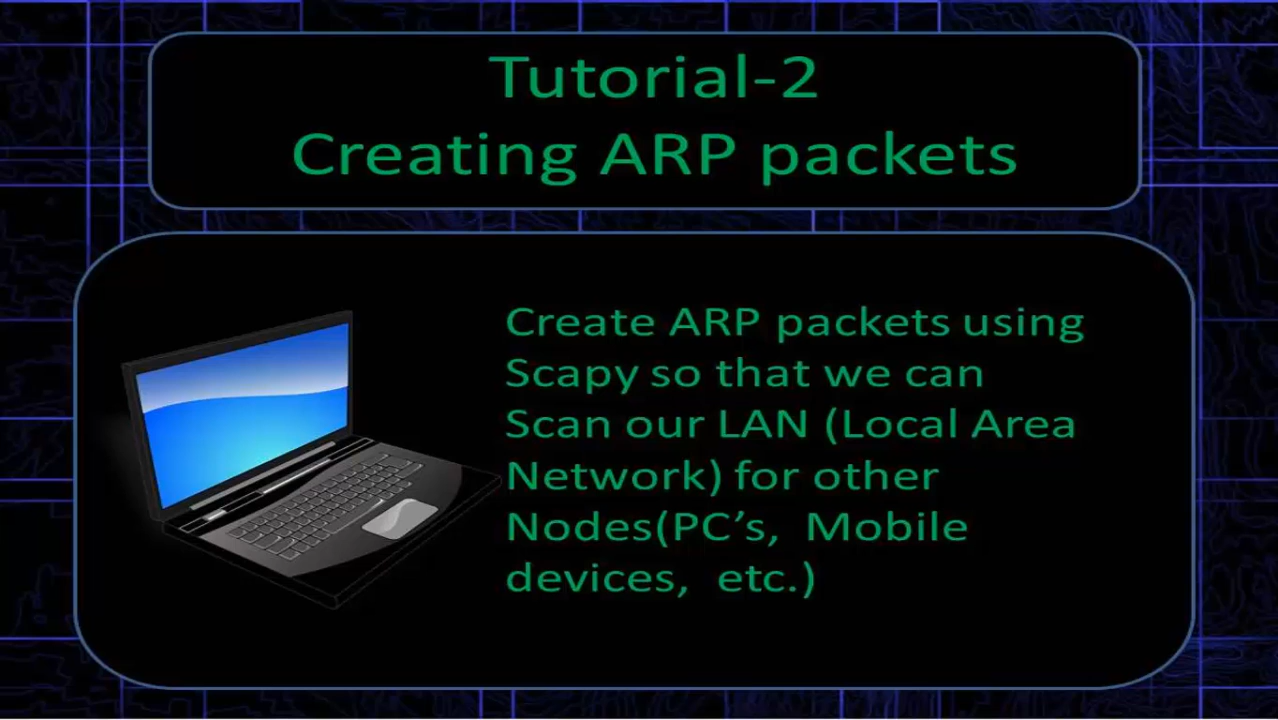 Tutorial-2
Creating ARP packets
Create ARP packets using
Scapy so that we can
Scan our LAN (Local Area
Network) for other
Nodes(PC’s, Mobile
devices, etc.)